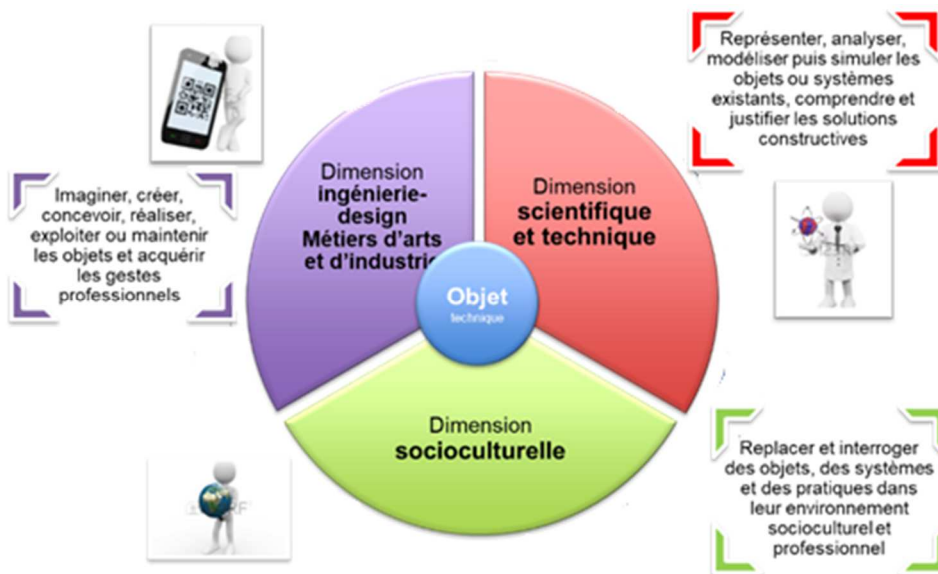 Dimension
ingénierie-
design
Métiers d'arts
et d'industrie
Dimension
scientifique
et technique
Objet
technique
Dimension
socioculturelle
Imaginer, créer,
concevoir, réaliser,
exploiter ou maintenir
les objets et acquérir
les gestes
professionnels
Représenter, analyser,
modéliser puis simuler les
objets ou systèmes
existants, comprendre et
justifier les solutions
constructives
Replacer et interroger
des objets, des systèmes
et des pratiques dans
leur environnement
socioculturel et
professionnel